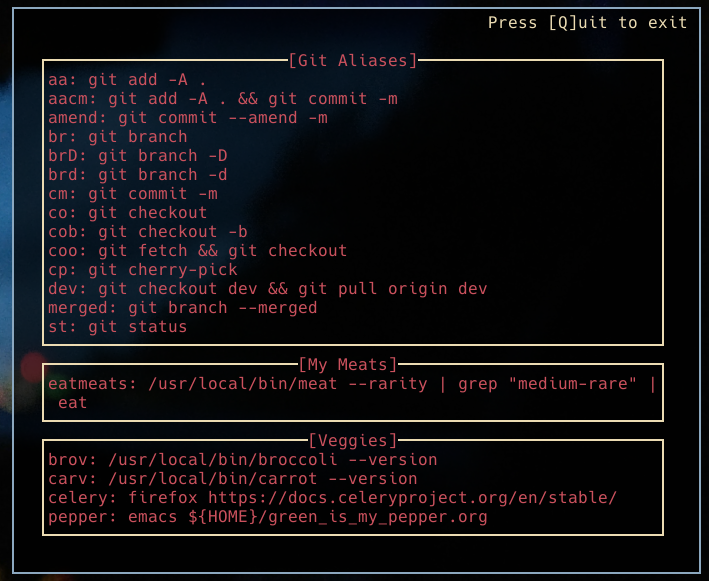 Press [Q]uit to exit
[Git Aliases]
aa: git add -A .
aacm: git add -A . && git commit -m
amend: git commit --amend -m
br: git branch
brD: git branch -D
brd: git branch -d
cm: git commit -m
co: git checkout
cob: git checkout -b
coo: git fetch && git checkout
cp: git cherry-pick
dev: git checkout dev && git pull origin dev
merged: git branch --merged
st: git status
[My Meats]
eatmeats: /usr/local/bin/meat --rarity | grep "medium-rare" |
eat
[Veggies]
brov: /usr/local/bin/broccoli --version
carv: /usr/local/bin/carrot --version
celery: firefox https://docs.celeryproject.org/en/stable/
pepper: emacs ${HOME}/green_is_my_pepper.org